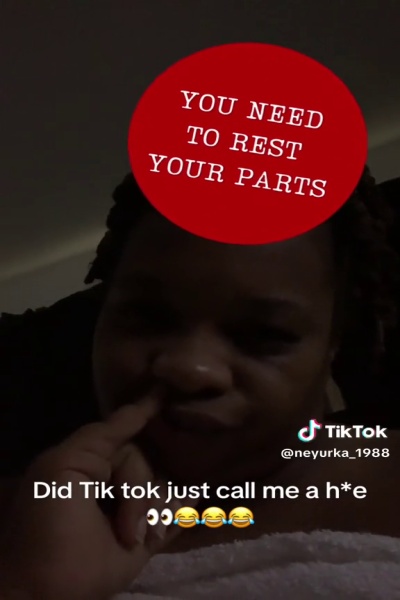 YOU NEED
TO REST
YOUR PARTS
TikTok
@neyurka_1988
Did Tik tok just call me a h*e
👀😂😂😂